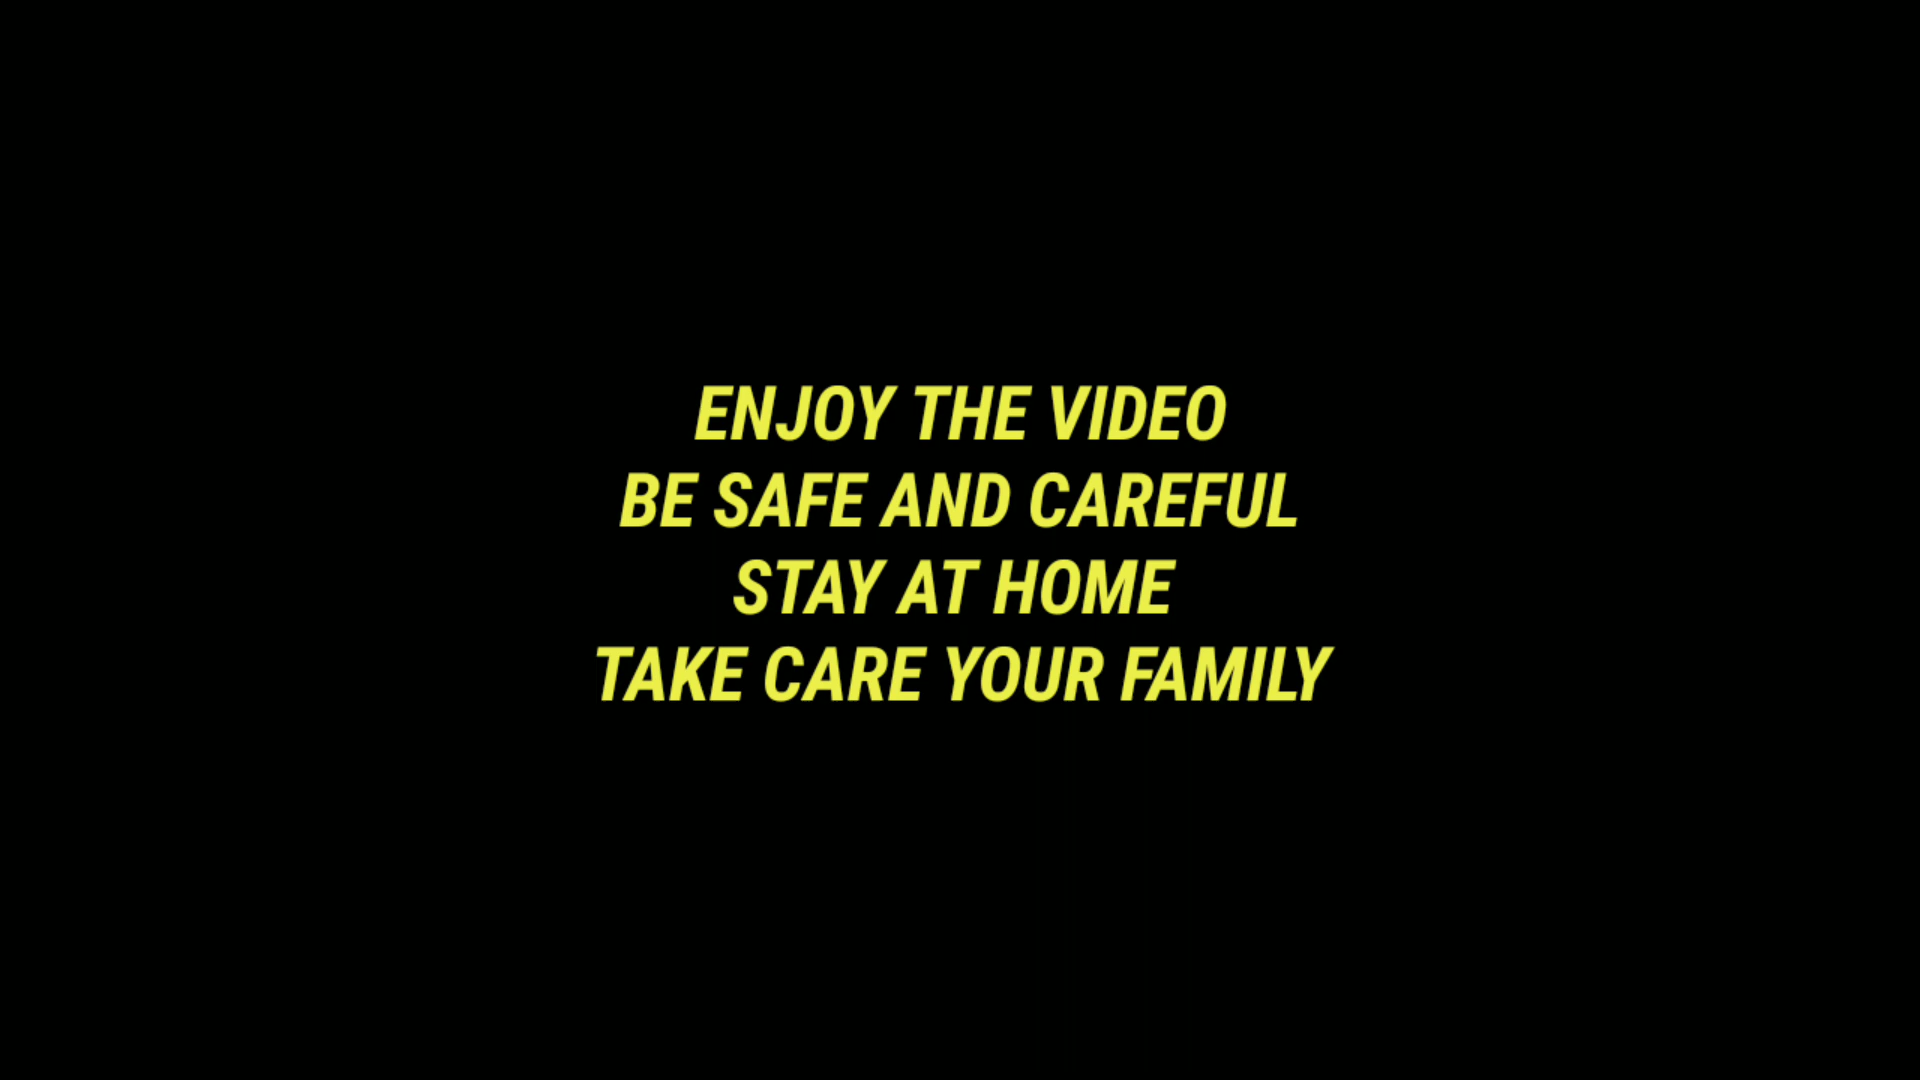 ENJOY THE VIDEO
BE SAFE AND CAREFUL
STAY AT HOME
TAKE CARE YOUR FAMILY